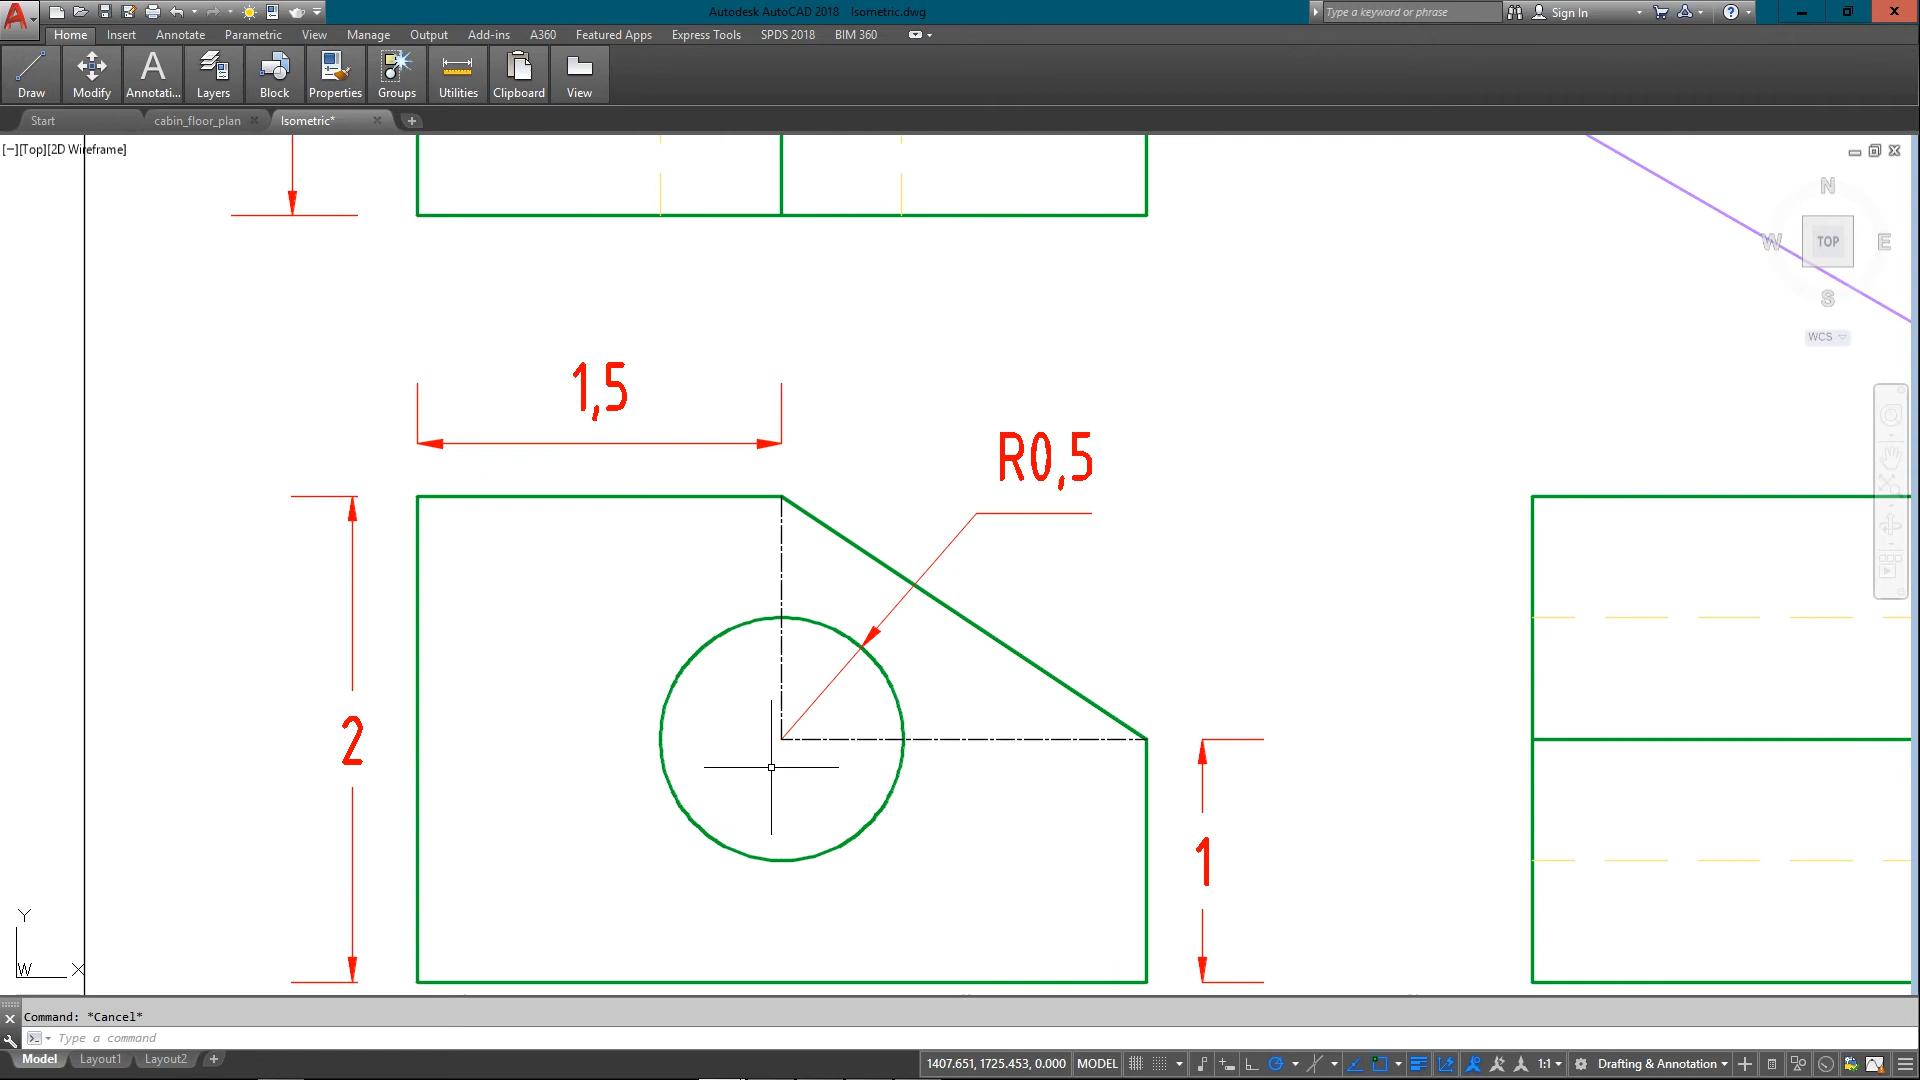 Autodesk AutoCAD 2018 Isometric.dwg
Type a keyword or phrase
Sign In
Home Insert Annotate Parametric View Manage Output Add-ins A360 Featured Apps Express Tools SPDS 2018 BIM 360
Draw Modify Annotati... Layers Block Properties Groups Utilities Clipboard View
Start cabin_floor_plan Isometric*
[−][Top][2D Wireframe]
N
W TOP E
S
WCS
1,5
R0,5
2
1
Y
W X
Command: *Cancel*
Type a command
Model Layout1 Layout2
1407.651, 1725.453, 0.000 MODEL 1:1 Drafting & Annotation